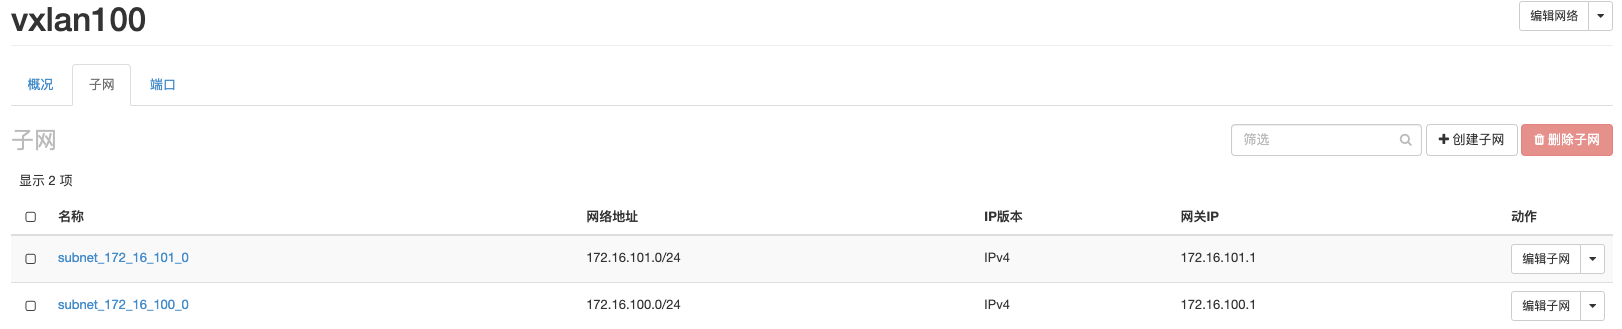 vxlan100
编辑网络
概况 子网 端口
子网
筛选 创建子网 删除子网
显示 2 项
名称 网络地址 IP版本 网关IP 动作
subnet_172_16_101_0 172.16.101.0/24 IPv4 172.16.101.1 编辑子网
subnet_172_16_100_0 172.16.100.0/24 IPv4 172.16.100.1 编辑子网